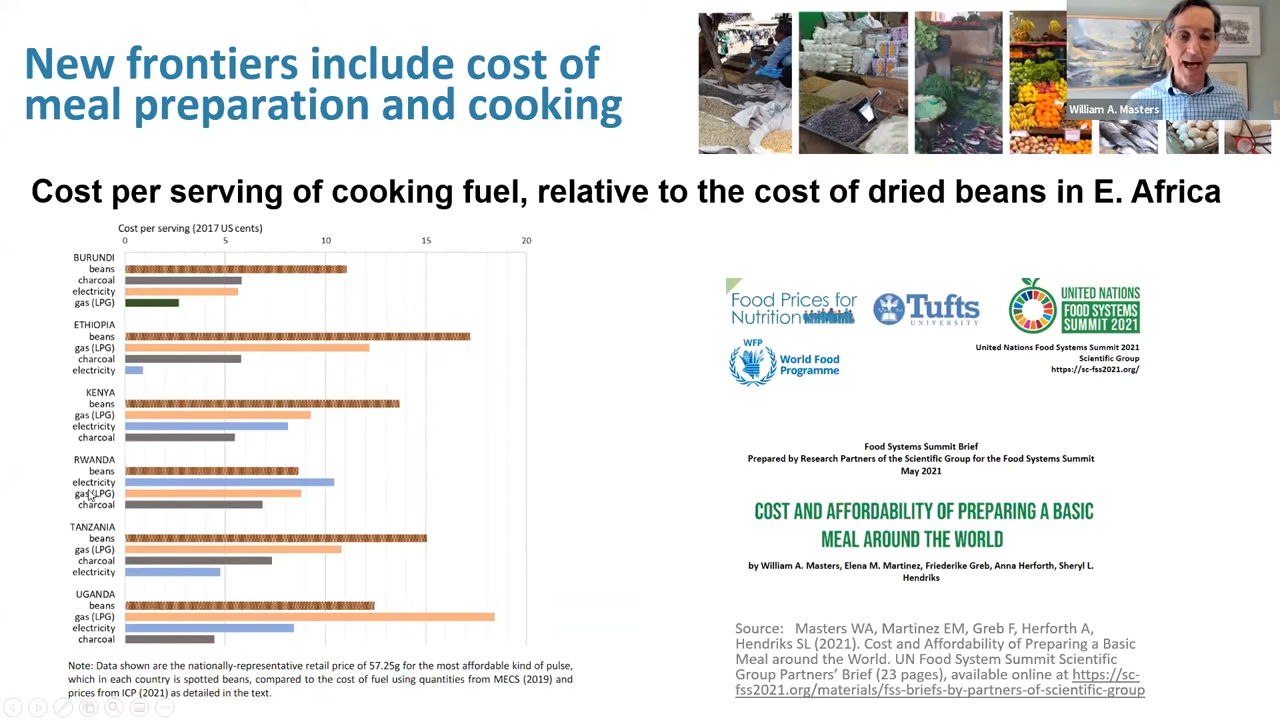 New frontiers include cost of
meal preparation and cooking
William A. Masters
Cost per serving of cooking fuel, relative to the cost of dried beans in E. Africa
Cost per serving (2017 US cents)
0 5 10 15 20
BURUNDI
beans
charcoal
electricity
gas (LPG)
ETHIOPIA
beans
gas (LPG)
charcoal
electricity
KENYA
beans
gas (LPG)
electricity
charcoal
RWANDA
beans
electricity
gas (LPG)
charcoal
TANZANIA
beans
gas (LPG)
charcoal
electricity
UGANDA
beans
gas (LPG)
electricity
charcoal
Note: Data shown are the nationally-representative retail price of 57.25g for the most affordable kind of pulse,
which in each country is spotted beans, compared to the cost of fuel using quantities from MECS (2019) and
prices from ICP (2021) as detailed in the text.
Food Prices for
Nutrition
Tufts
UNIVERSITY
UNITED NATIONS
FOOD SYSTEMS
SUMMIT 2021
WFP
World Food
Programme
United Nations Food Systems Summit 2021
Scientific Group
https://sc-fss2021.org/
Food Systems Summit Brief
Prepared by Research Partners of the Scientific Group for the Food Systems Summit
May 2021
COST AND AFFORDABILITY OF PREPARING A BASIC
MEAL AROUND THE WORLD
by William A. Masters, Elena M. Martinez, Friederike Greb, Anna Herforth, Sheryl L.
Hendriks
Source: Masters WA, Martinez EM, Greb F, Herforth A,
Hendriks SL (2021). Cost and Affordability of Preparing a Basic
Meal around the World. UN Food System Summit Scientific
Group Partners' Brief (23 pages), available online at https://sc-
fss2021.org/materials/fss-briefs-by-partners-of-scientific-group